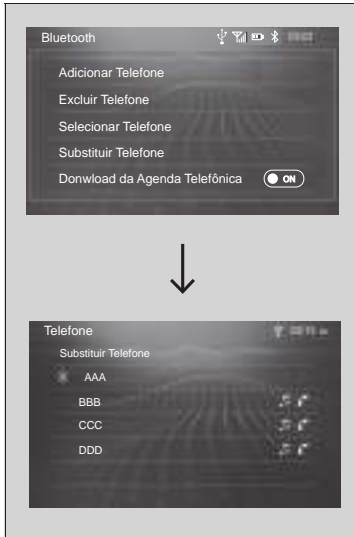 Bluetooth
Adicionar Telefone
Excluir Telefone
Selecionar Telefone
Substituir Telefone
Donwload da Agenda Telefônica ON
Telefone
Substituir Telefone
AAA
BBB
CCC
DDD